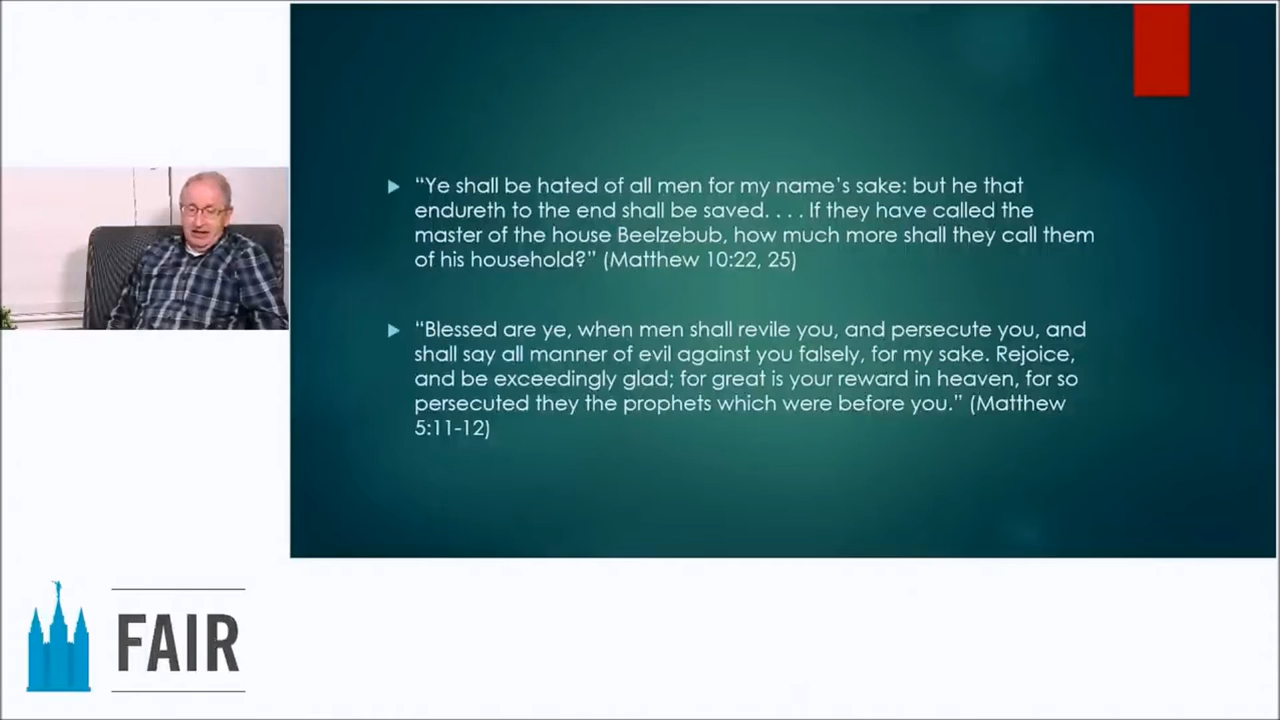 “Ye shall be hated of all men for my name’s sake: but he that
endureth to the end shall be saved. . . . If they have called the
master of the house Beelzebub, how much more shall they call them
of his household?” (Matthew 10:22, 25)
“Blessed are ye, when men shall revile you, and persecute you, and
shall say all manner of evil against you falsely, for my sake. Rejoice,
and be exceedingly glad; for great is your reward in heaven, for so
persecuted they the prophets which were before you.” (Matthew
5:11-12)
FAIR